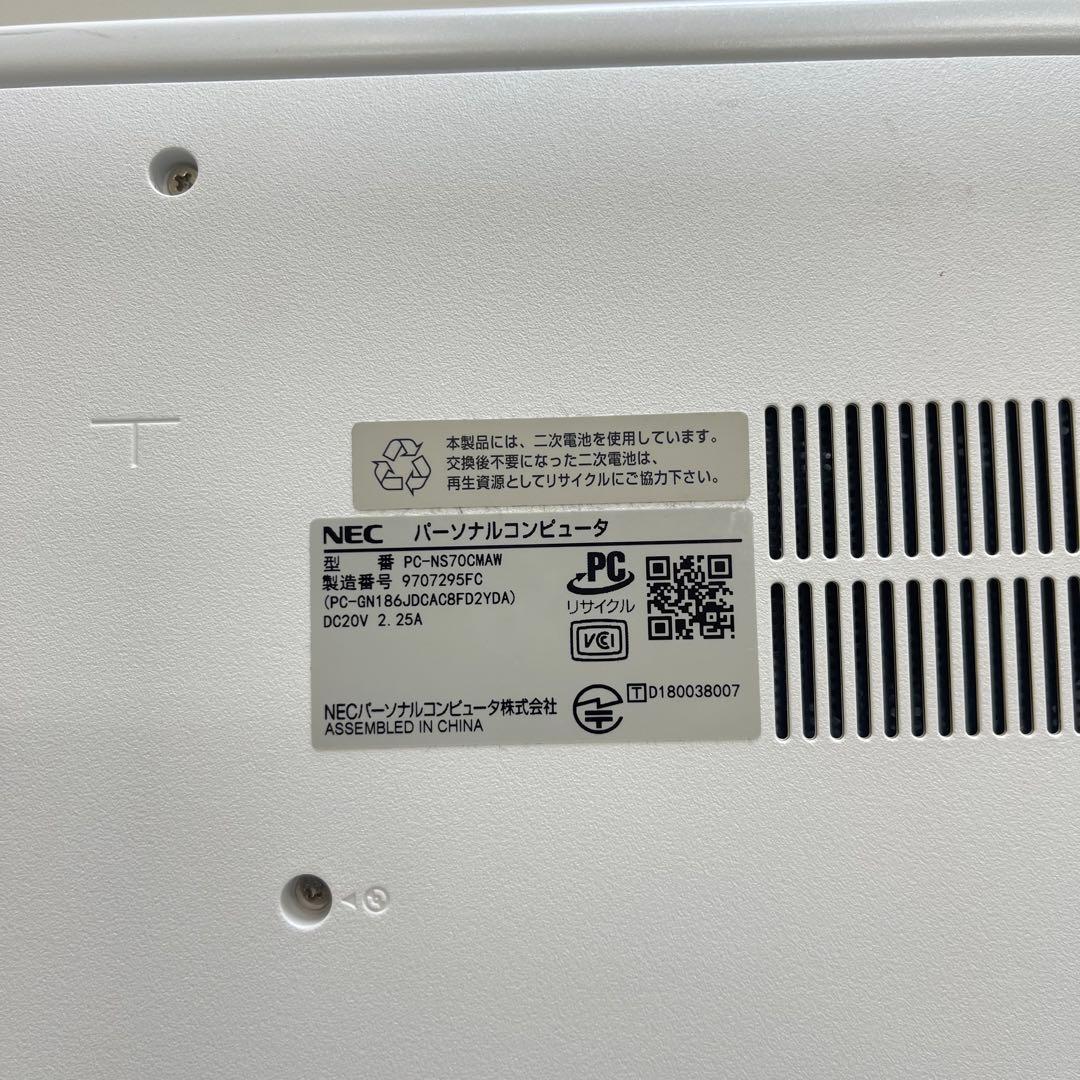 本製品には、二次電池を使用しています。
交換後不要になった二次電池は、
再生資源としてリサイクルにご協力下さい。
NEC パーソナルコンピュータ
型 番 PC-NS70CMAW
製造番号 9707295FC
(PC-GN186JDCAC8FD2YDA)
DC20V 2.25A
PC
リサイクル
VCI
T D180038007
NECパーソナルコンピュータ株式会社
ASSEMBLED IN CHINA